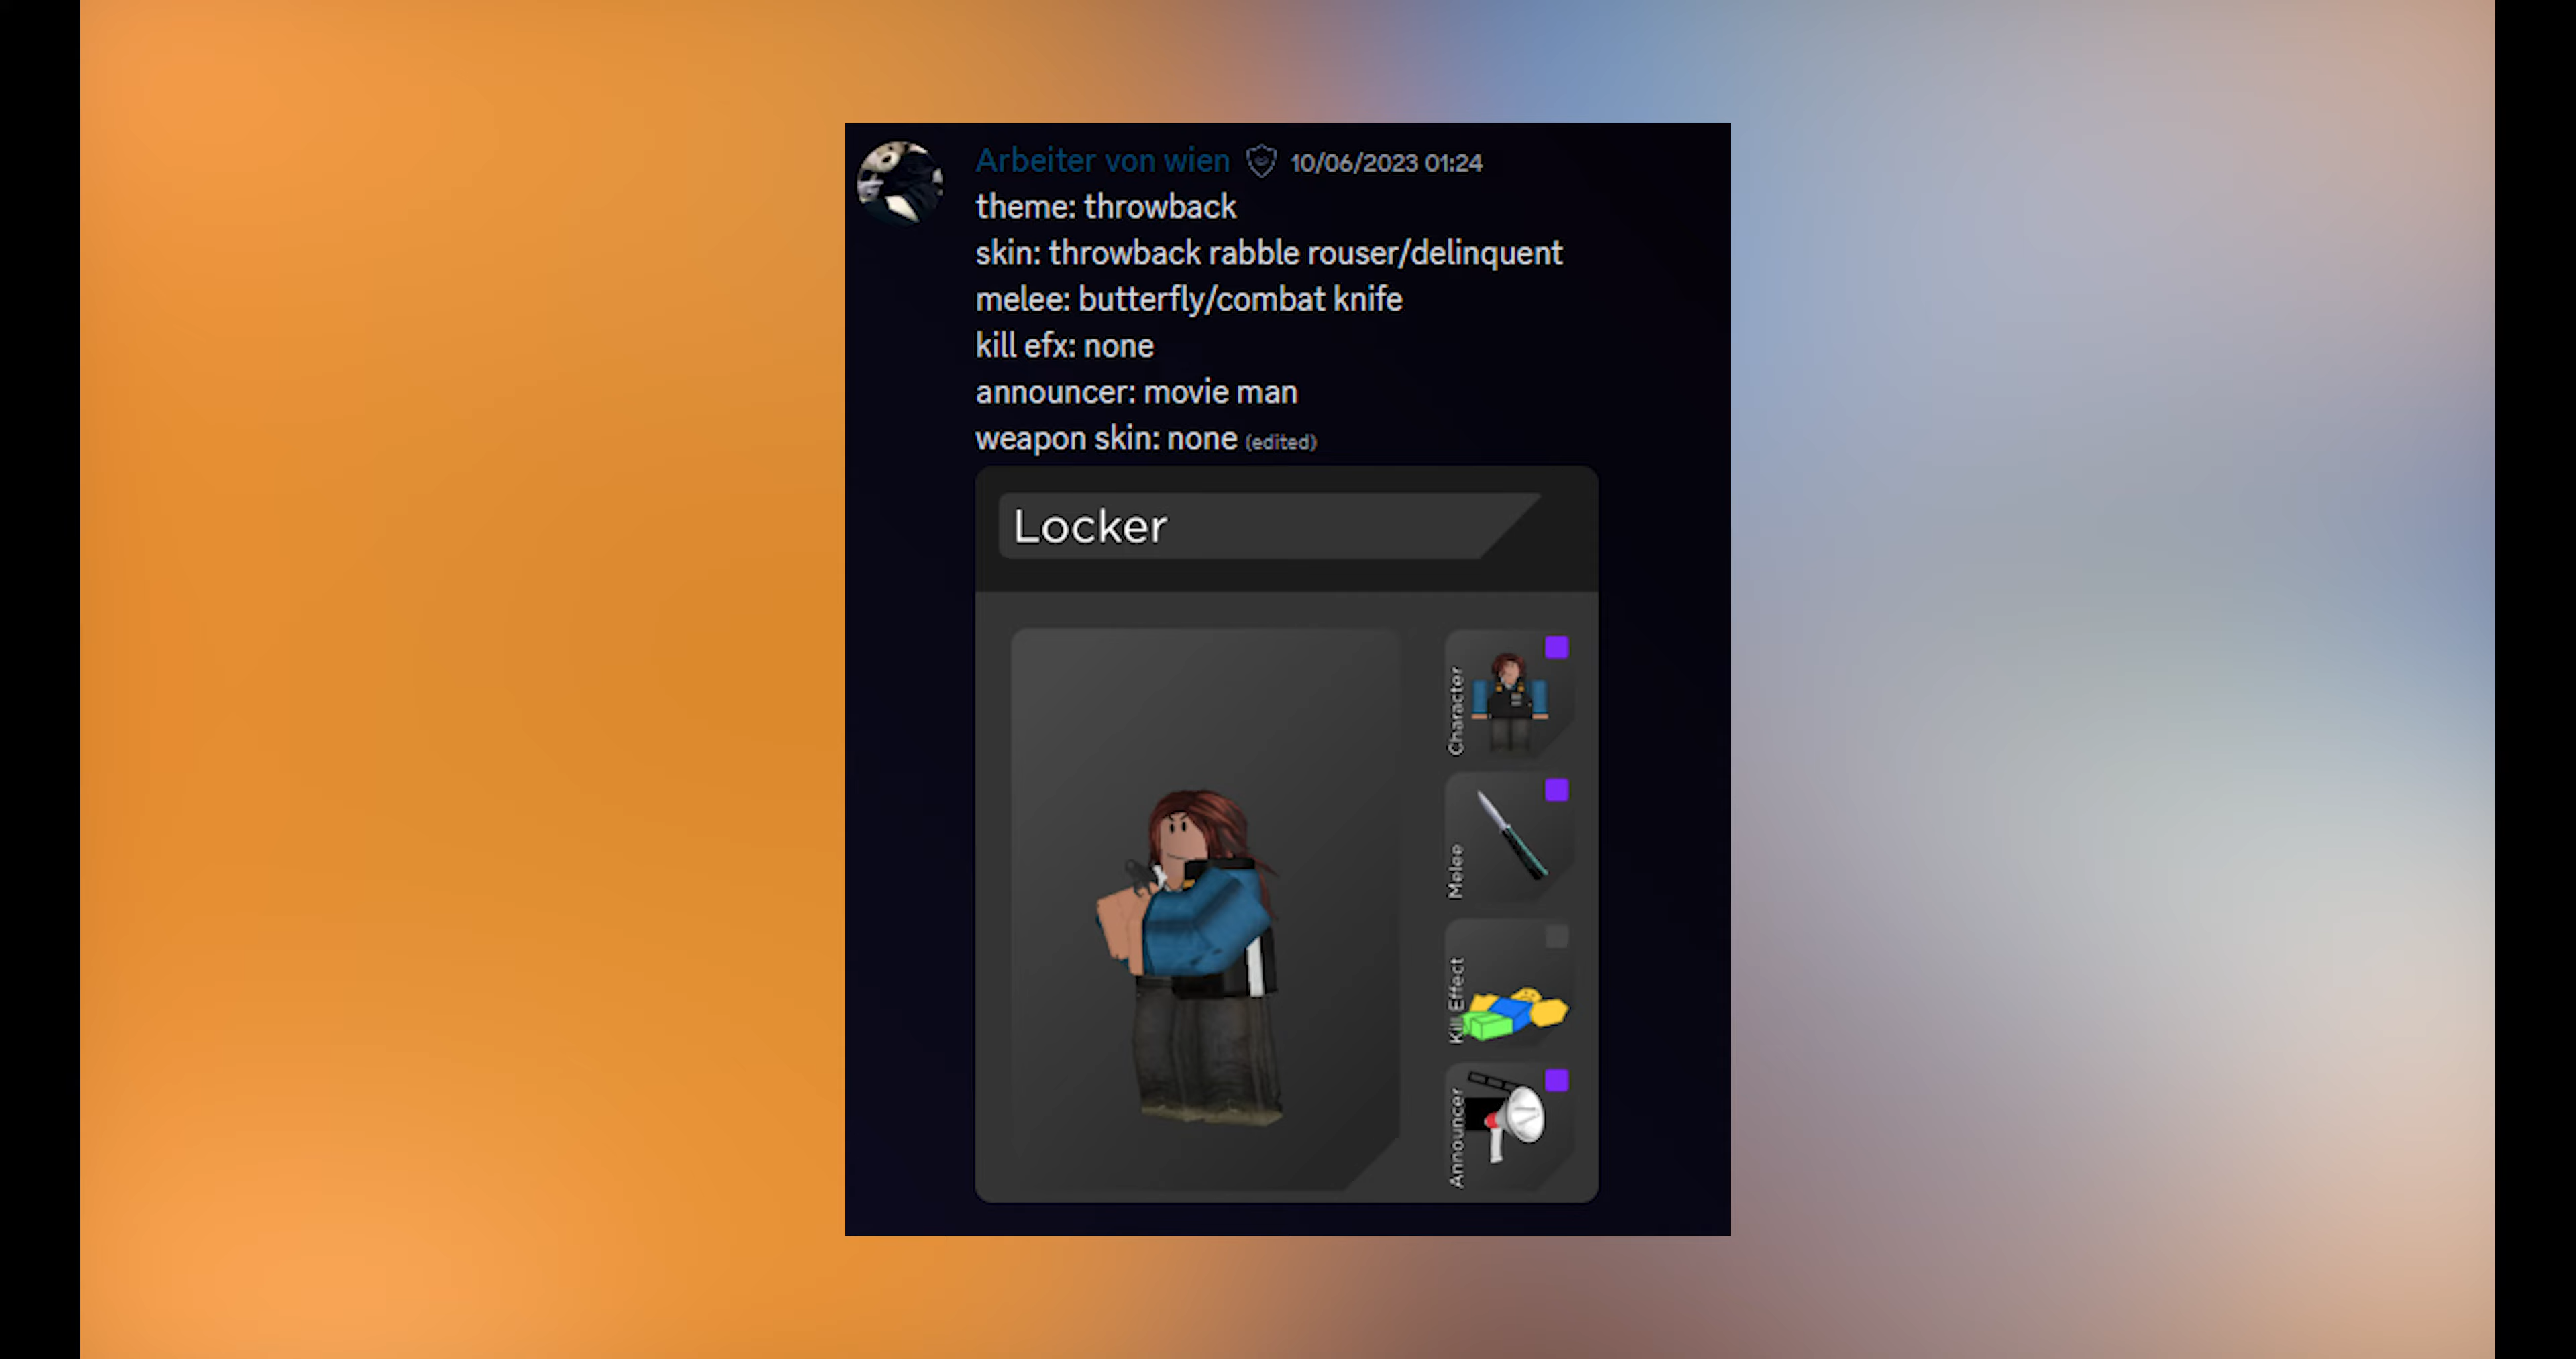 Arbeiter von wien 10/06/2023 01:24
theme: throwback
skin: throwback rabble rouser/delinquent
melee: butterfly/combat knife
kill efx: none
announcer: movie man
weapon skin: none (edited)
Locker
Character
Melee
Kill Effect
Announcer